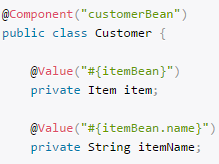 @Component("customerBean")
public class Customer {
@Value("#{itemBean}")
private Item item;
@Value("#{itemBean.name}")
private String itemName;